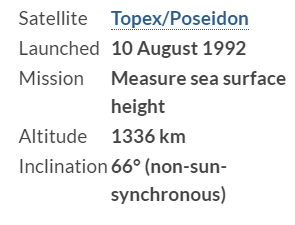 Satellite Topex/Poseidon
Launched 10 August 1992
Mission Measure sea surface
height
Altitude 1336 km
Inclination 66° (non-sun-
synchronous)